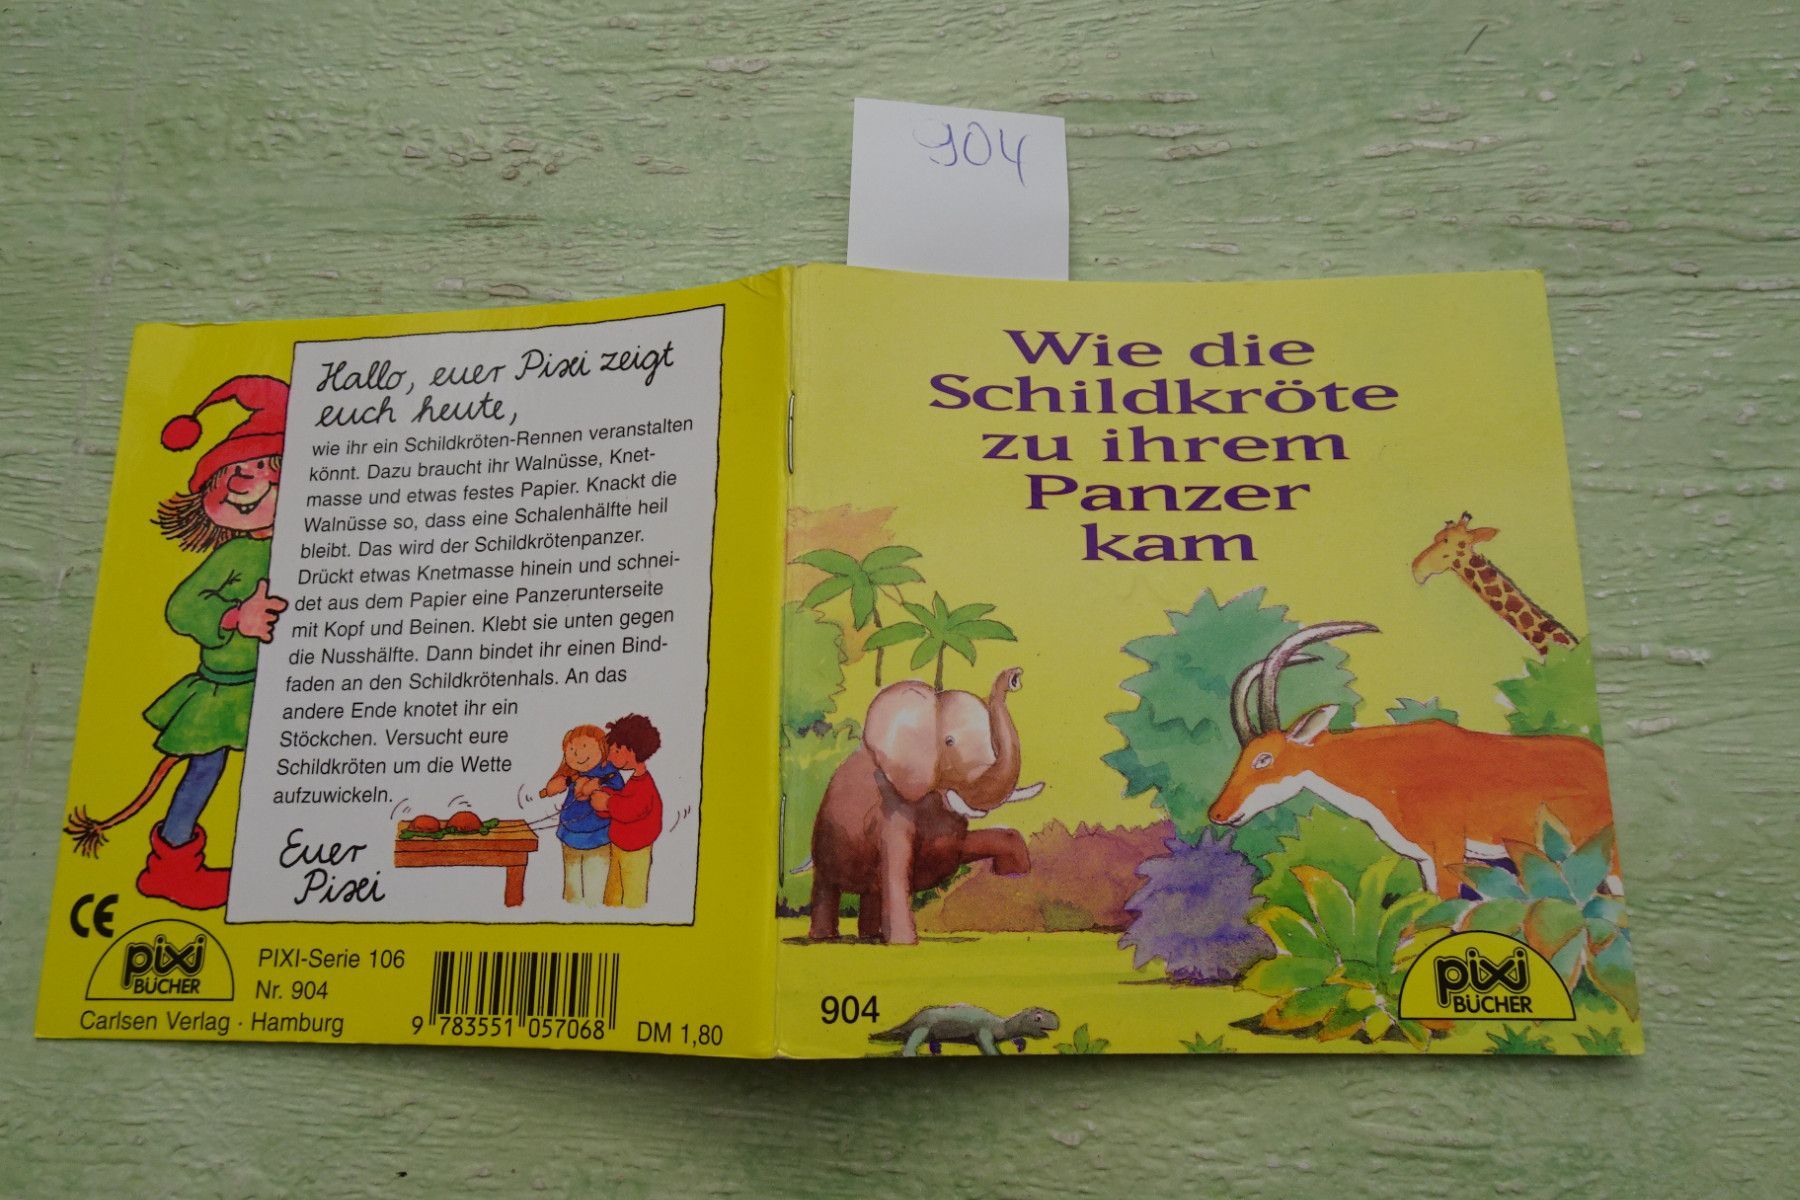 904
Hallo, euer Pixi zeigt
euch heute,
wie ihr ein Schildkröten-Rennen veranstalten
könnt. Dazu braucht ihr Walnüsse, Knet-
masse und etwas festes Papier. Knackt die
Walnüsse so, dass eine Schalenhälfte heil
bleibt. Das wird der Schildkrötenpanzer.
Drückt etwas Knetmasse hinein und schnei-
det aus dem Papier eine Panzerunterseite
mit Kopf und Beinen. Klebt sie unten gegen
die Nusshälfte. Dann bindet ihr einen Bind-
faden an den Schildkrötenhals. An das
andere Ende knotet ihr ein
Stöckchen. Versucht eure
Schildkröten um die Wette
aufzuwickeln.
Euer
Pixi
CE
pixi
BÜCHER
PIXI-Serie 106
Nr. 904
Carlsen Verlag · Hamburg
9 783551 057068
DM 1,80
Wie die
Schildkröte
zu ihrem
Panzer
kam
904
pixi
BÜCHER